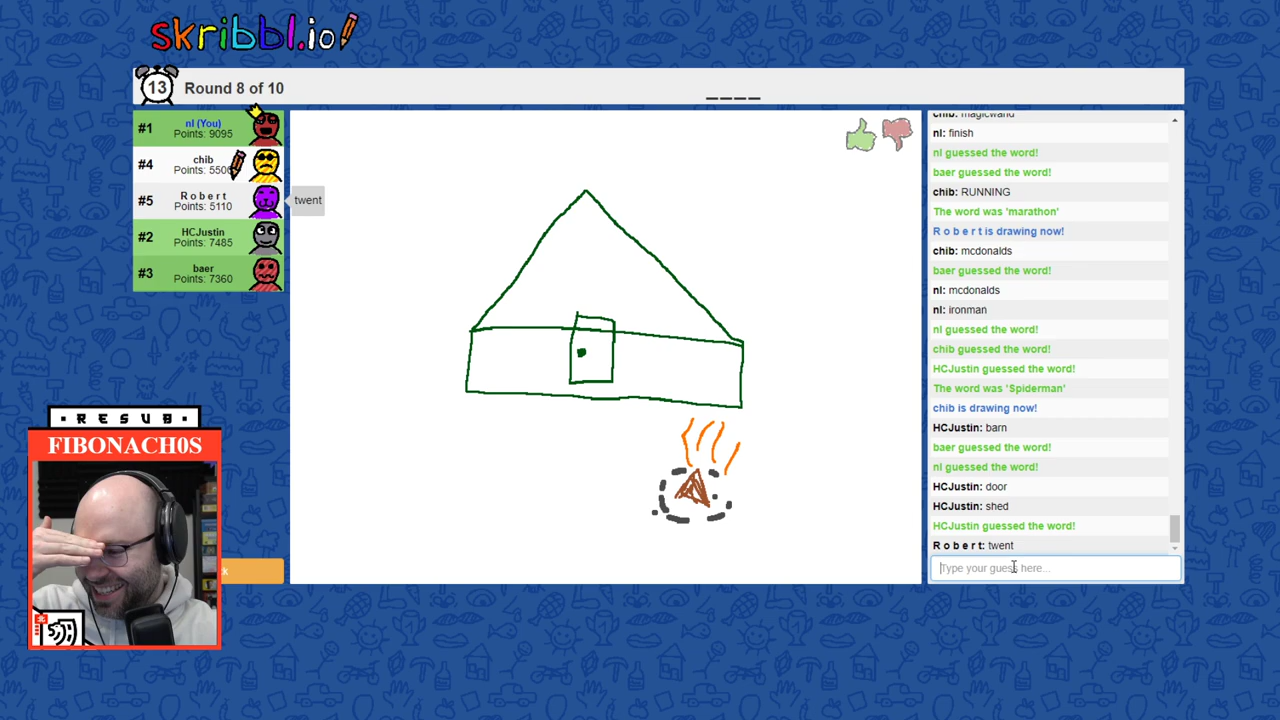 skribbl.io
13
Round 8 of 10
____
#1
nl (You)
Points: 9095
#4
chib
Points: 5500
#5
R o b e r t
Points: 5110
twent
#2
HCJustin
Points: 7485
#3
baer
Points: 7360
chib: magicwand
nl: finish
nl guessed the word!
baer guessed the word!
chib: RUNNING
The word was 'marathon'
R o b e r t is drawing now!
chib: mcdonalds
baer guessed the word!
nl: mcdonalds
nl: ironman
nl guessed the word!
chib guessed the word!
HCJustin guessed the word!
The word was 'Spiderman'
chib is drawing now!
HCJustin: barn
baer guessed the word!
nl guessed the word!
HCJustin: door
HCJustin: shed
HCJustin guessed the word!
R o b e r t: twent
Type your guess here...
· R E S U B ·
FIBONACH0S